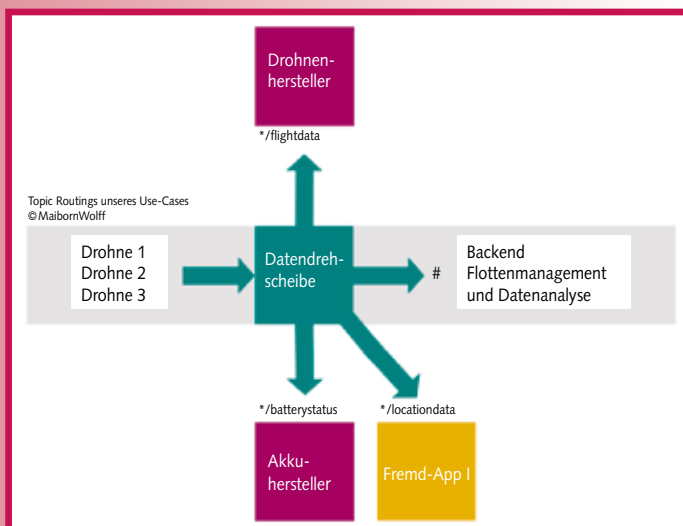 Drohnen-
hersteller
*/flightdata
Topic Routings unseres Use-Cases
©MaibornWolff
Drohne 1
Drohne 2
Drohne 3
Datendreh-
scheibe
#
Backend
Flottenmanagement
und Datenanalyse
*/batterystatus
*/locationdata
Akku-
hersteller
Fremd-App I